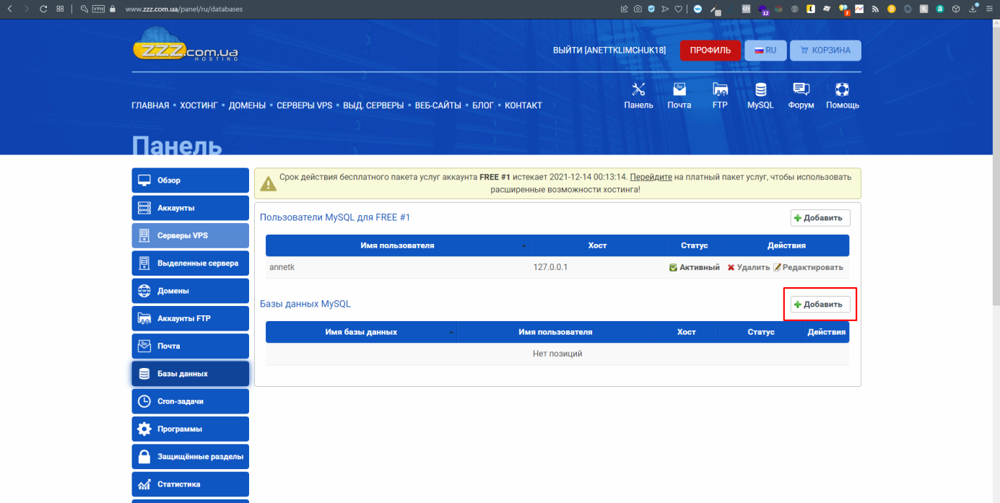 VPN
www.zzz.com.ua/panel/ru/databases
12
7
ZZZ.com.ua
HOSTING
ВЫЙТИ [ANETTKLIMCHUK18]
ПРОФИЛЬ
RU
КОРЗИНА
ГЛАВНАЯ ▪ ХОСТИНГ ▪ ДОМЕНЫ ▪ СЕРВЕРЫ VPS ▪ ВЫД. СЕРВЕРЫ ▪ ВЕБ-САЙТЫ ▪ БЛОГ ▪ КОНТАКТ
Панель
Почта
FTP
MySQL
Форум
Помощь
Панель
Обзор
Аккаунты
Серверы VPS
Выделенные сервера
Домены
Аккаунты FTP
Почта
Базы данных
Cron-задачи
Программы
Защищённые разделы
Статистика
Срок действия бесплатного пакета услуг аккаунта FREE #1 истекает 2021-12-14 00:13:14. Перейдите на платный пакет услуг, чтобы использовать
расширенные возможности хостинга!
Пользователи MySQL для FREE #1
Добавить
Имя пользователя Хост Статус Действия
annetk 127.0.0.1 Активный Удалить Редактировать
Базы данных MySQL
Добавить
Имя базы данных Имя пользователя Хост Статус Действия
Нет позиций